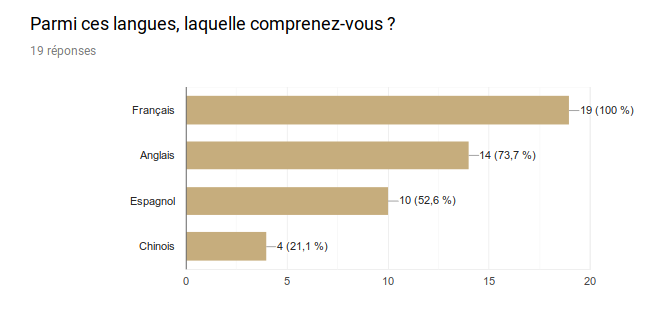 Parmi ces langues, laquelle comprenez-vous ?
19 réponses
Français 19 (100 %)
Anglais 14 (73,7 %)
Espagnol 10 (52,6 %)
Chinois 4 (21,1 %)
0 5 10 15 20